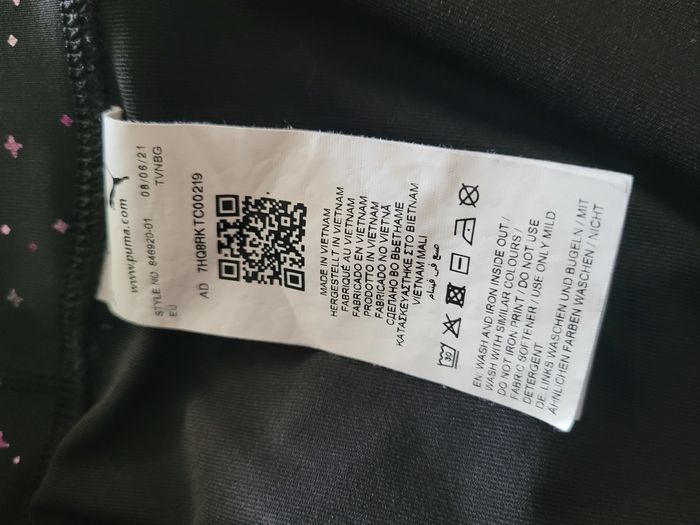 www.puma.com
08/06/21
STYLE NO 846920-01
TVNBG
EU
AD 7HQ8RKTC00219
MADE IN VIETNAM
HERGESTELLT IN VIETNAM
FABRIQUÉ AU VIETNAM
FABRICADO EN VIETNAM
PRODOTTO IN VIETNAM
FABRICADO NO VIETNÃ
СДЕЛАНО ВО ВЬЕТНАМЕ
ΚΑΤΑΣΚΕΥΑΣΤΗΚΕ ΣΤΟ ΒΙΕΤΝΑΜ
VIETNAM MALI
صنع في فيتنام
30
EN: WASH AND IRON INSIDE OUT /
WASH WITH SIMILAR COLOURS /
DO NOT IRON PRINT / DO NOT USE
FABRIC SOFTENER / USE ONLY MILD
DETERGENT
DE: LINKS WASCHEN UND BÜGELN / MIT
ÄHNLICHEN FARBEN WASCHEN / NICHT